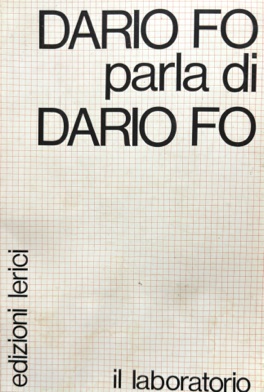 DARIO FO
parla di
DARIO FO
edizioni lerici
il laboratorio